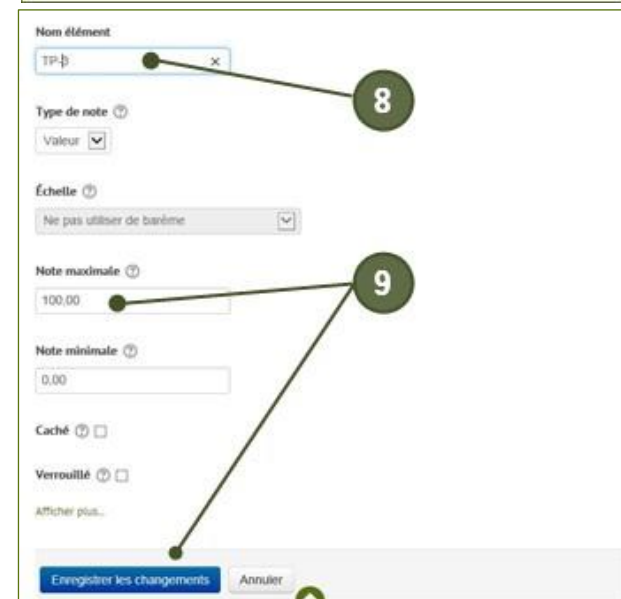 Nom élément
TP-3 ×
8
Type de note ?
Valeur
Échelle ?
Ne pas utiliser de barème
Note maximale ?
100,00
9
Note minimale ?
0,00
Caché ?
Verrouillé ?
Afficher plus...
Enregistrer les changements Annuler